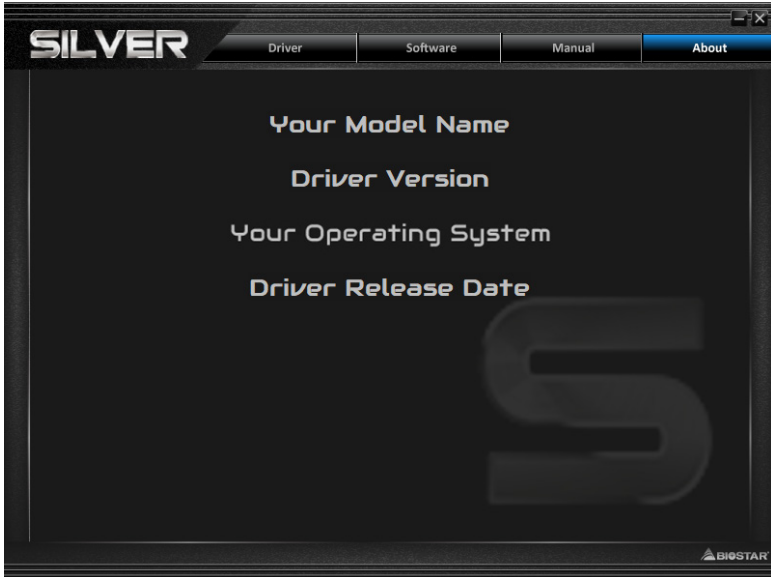 SILVER
Driver Software Manual About
Your Model Name
Driver Version
Your Operating System
Driver Release Date
BIOSTAR